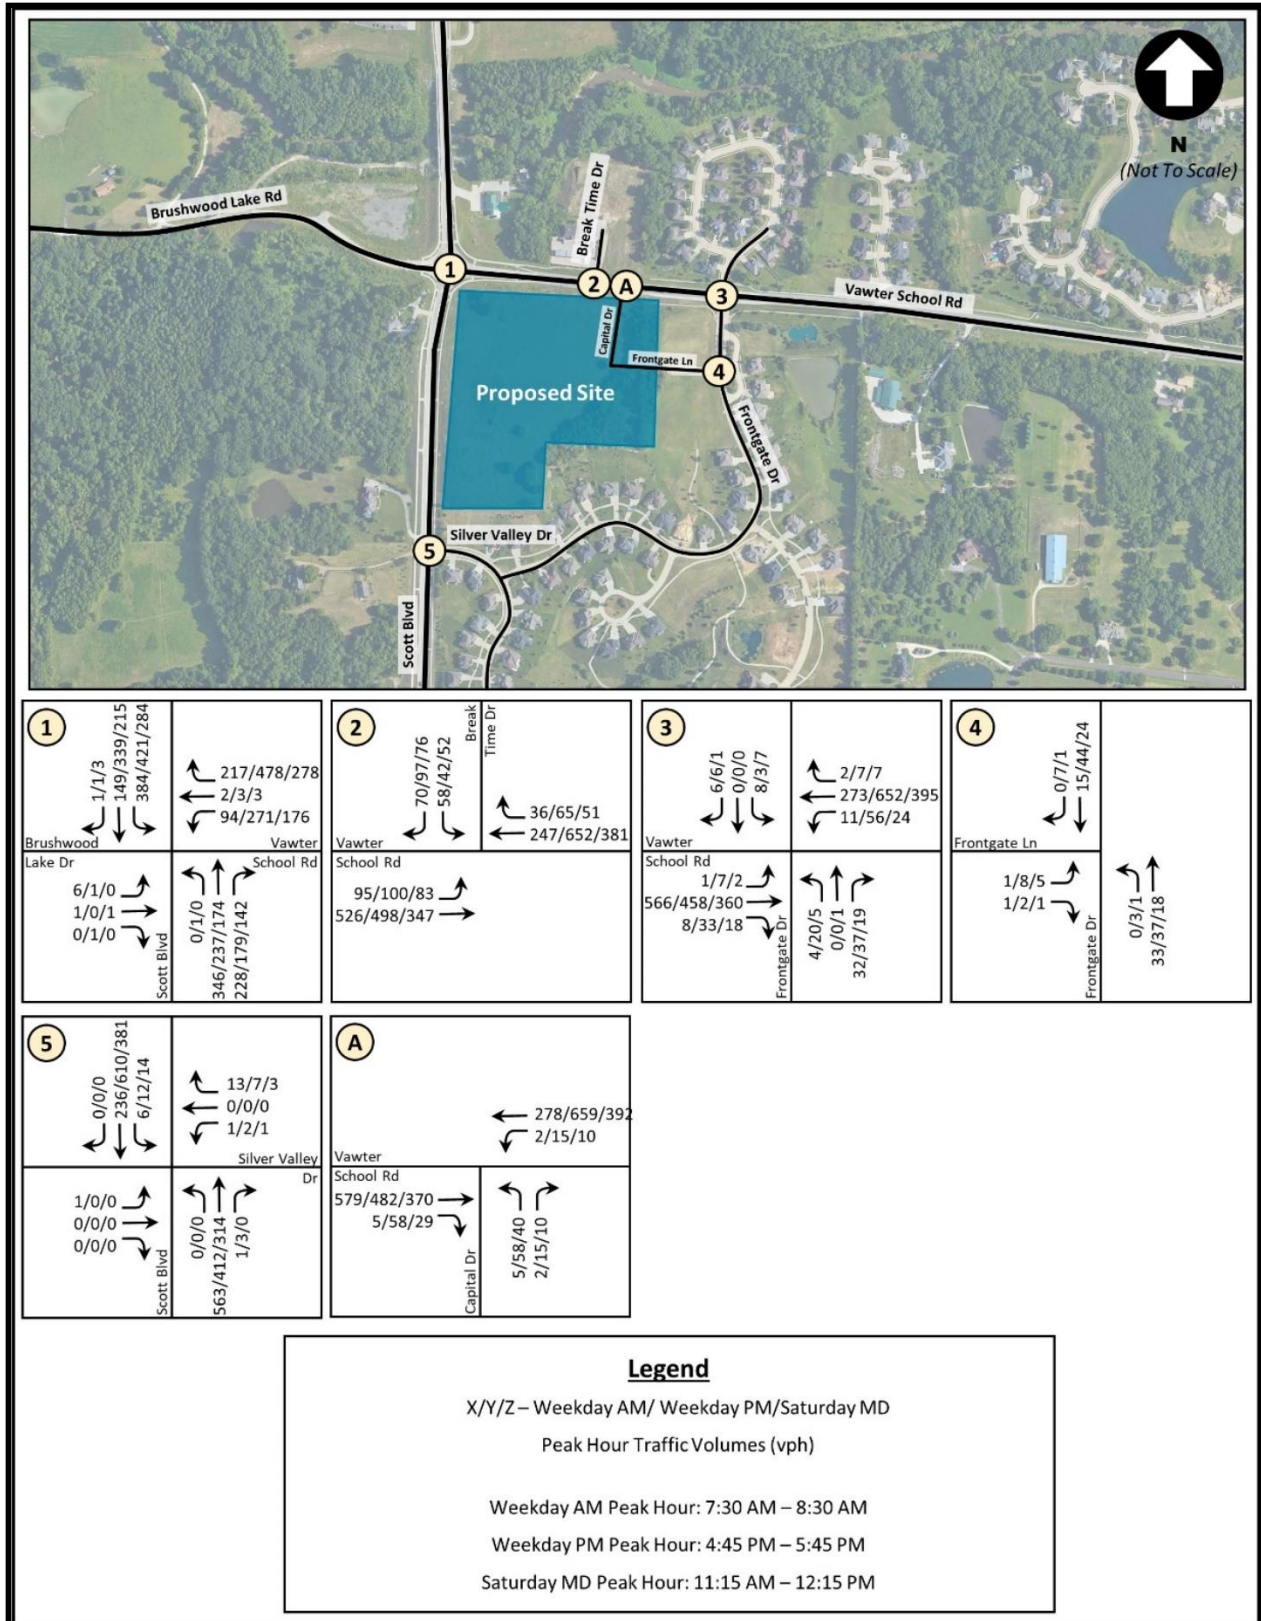 N
(Not To Scale)
Brushwood Lake Rd
Break Time Dr
1
2
A
3
Vawter School Rd
Capital Dr
Frontgate Ln
4
Proposed Site
Frontgate Dr
Silver Valley Dr
5
Scott Blvd
1
1/1/3
149/339/215
384/421/284
217/478/278
2/3/3
94/271/176
Brushwood
Lake Dr
Vawter
School Rd
6/1/0
1/0/1
0/1/0
Scott Blvd
0/1/0
346/237/174
228/179/142
2
70/97/76
58/42/52
Break
Time Dr
36/65/51
247/652/381
Vawter
School Rd
95/100/83
526/498/347
3
6/6/1
0/0/0
8/3/7
2/7/7
273/652/395
11/56/24
Vawter
School Rd
1/7/2
566/458/360
8/33/18
Frontgate Dr
4/20/5
0/0/1
32/37/19
4
0/7/1
15/44/24
Frontgate Ln
1/8/5
1/2/1
Frontgate Dr
0/3/1
33/37/18
5
0/0/0
236/610/381
6/12/14
13/7/3
0/0/0
1/2/1
Silver Valley
Dr
1/0/0
0/0/0
0/0/0
Scott Blvd
0/0/0
563/412/314
1/3/0
A
278/659/392
2/15/10
Vawter
School Rd
579/482/370
5/58/29
Capital Dr
5/58/40
2/15/10
Legend
X/Y/Z – Weekday AM/ Weekday PM/Saturday MD
Peak Hour Traffic Volumes (vph)
Weekday AM Peak Hour: 7:30 AM – 8:30 AM
Weekday PM Peak Hour: 4:45 PM – 5:45 PM
Saturday MD Peak Hour: 11:15 AM – 12:15 PM